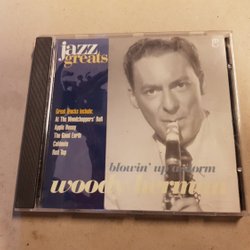 jazz
greats
Great tracks include:
At The Woodchoppers' Ball
Apple Honey
The Good Earth
Caldonia
Red Top
blowin' up a storm
woody herman